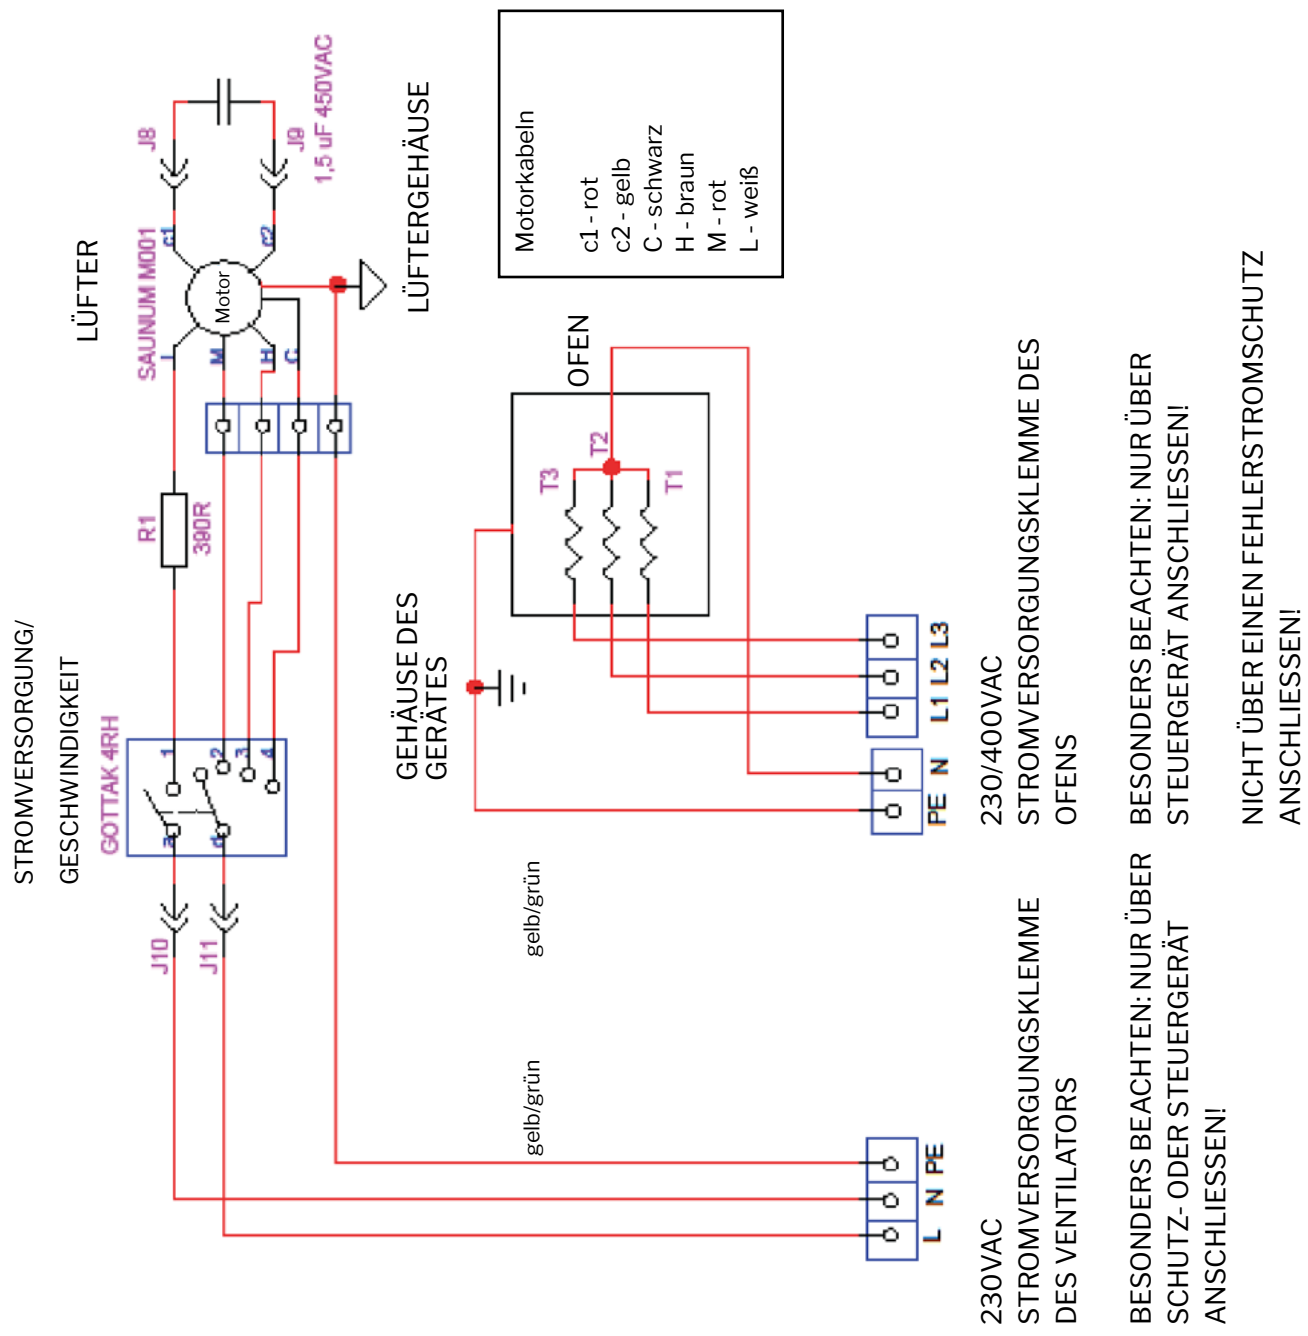 STROMVERSORGUNG/
GESCHWINDIGKEIT
GOTTAK 4RH
a
d
1
2
3
4
J10
J11
R1
390R
LÜFTER
SAUNUM M001
L
M
H
C
Motor
c1
c2
J8
J9
1,5 uF 450VAC
LÜFTERGEHÄUSE
Motorkabeln
c1 - rot
c2 - gelb
C - schwarz
H - braun
M - rot
L - weiß
GEHÄUSE DES
GERÄTES
OFEN
T3
T2
T1
gelb/grün
gelb/grün
L N PE
PE N
L1 L2 L3
230VAC
STROMVERSORGUNGSKLEMME
DES VENTILATORS
BESONDERS BEACHTEN: NUR ÜBER
SCHUTZ- ODER STEUERGERÄT
ANSCHLIESSEN!
230/400VAC
STROMVERSORGUNGSKLEMME DES
OFENS
BESONDERS BEACHTEN: NUR ÜBER
STEUERGERÄT ANSCHLIESSEN!
NICHT ÜBER EINEN FEHLERSTROMSCHUTZ
ANSCHLIESSEN!